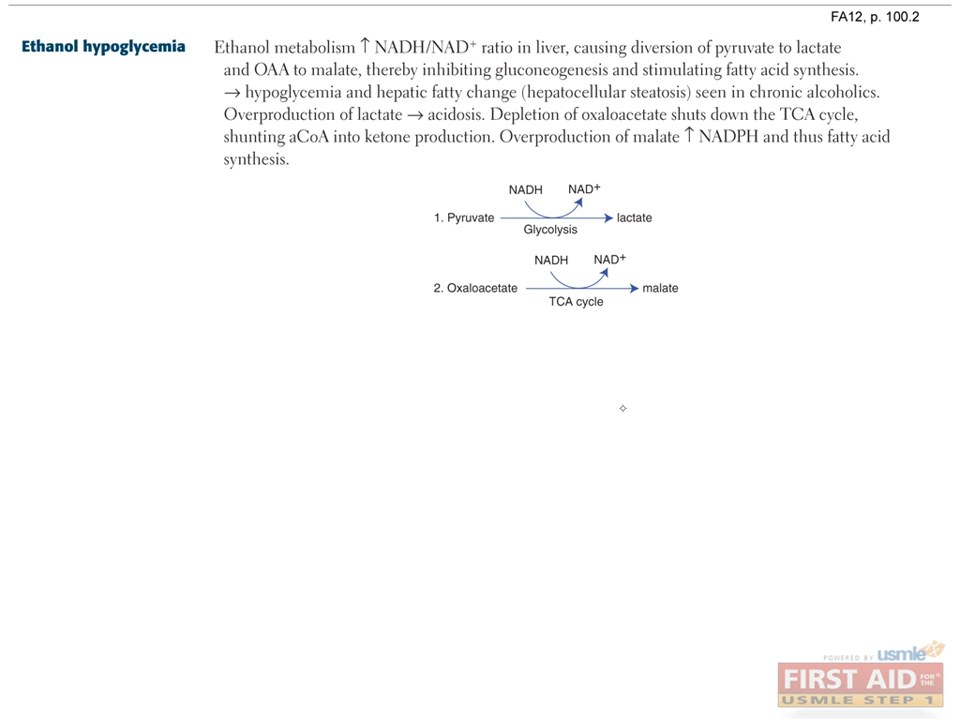 FA12, p. 100.2
Ethanol hypoglycemia
Ethanol metabolism ↑ NADH/NAD+ ratio in liver, causing diversion of pyruvate to lactate
and OAA to malate, thereby inhibiting gluconeogenesis and stimulating fatty acid synthesis.
→ hypoglycemia and hepatic fatty change (hepatocellular steatosis) seen in chronic alcoholics.
Overproduction of lactate → acidosis. Depletion of oxaloacetate shuts down the TCA cycle,
shunting aCoA into ketone production. Overproduction of malate ↑ NADPH and thus fatty acid
synthesis.
NADH NAD+
1. Pyruvate lactate
Glycolysis
NADH NAD+
2. Oxaloacetate malate
TCA cycle
POWERED BY usmle
FIRST AID FOR THE®
USMLE STEP 1